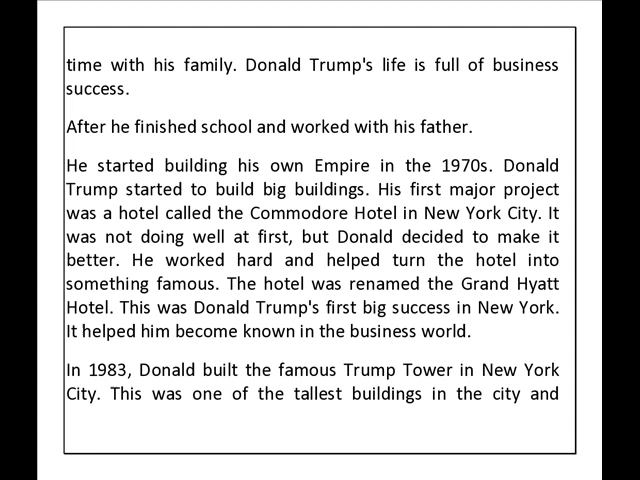 time with his family. Donald Trump's life is full of business
success.
After he finished school and worked with his father.
He started building his own Empire in the 1970s. Donald
Trump started to build big buildings. His first major project
was a hotel called the Commodore Hotel in New York City. It
was not doing well at first, but Donald decided to make it
better. He worked hard and helped turn the hotel into
something famous. The hotel was renamed the Grand Hyatt
Hotel. This was Donald Trump's first big success in New York.
It helped him become known in the business world.
In 1983, Donald built the famous Trump Tower in New York
City. This was one of the tallest buildings in the city and